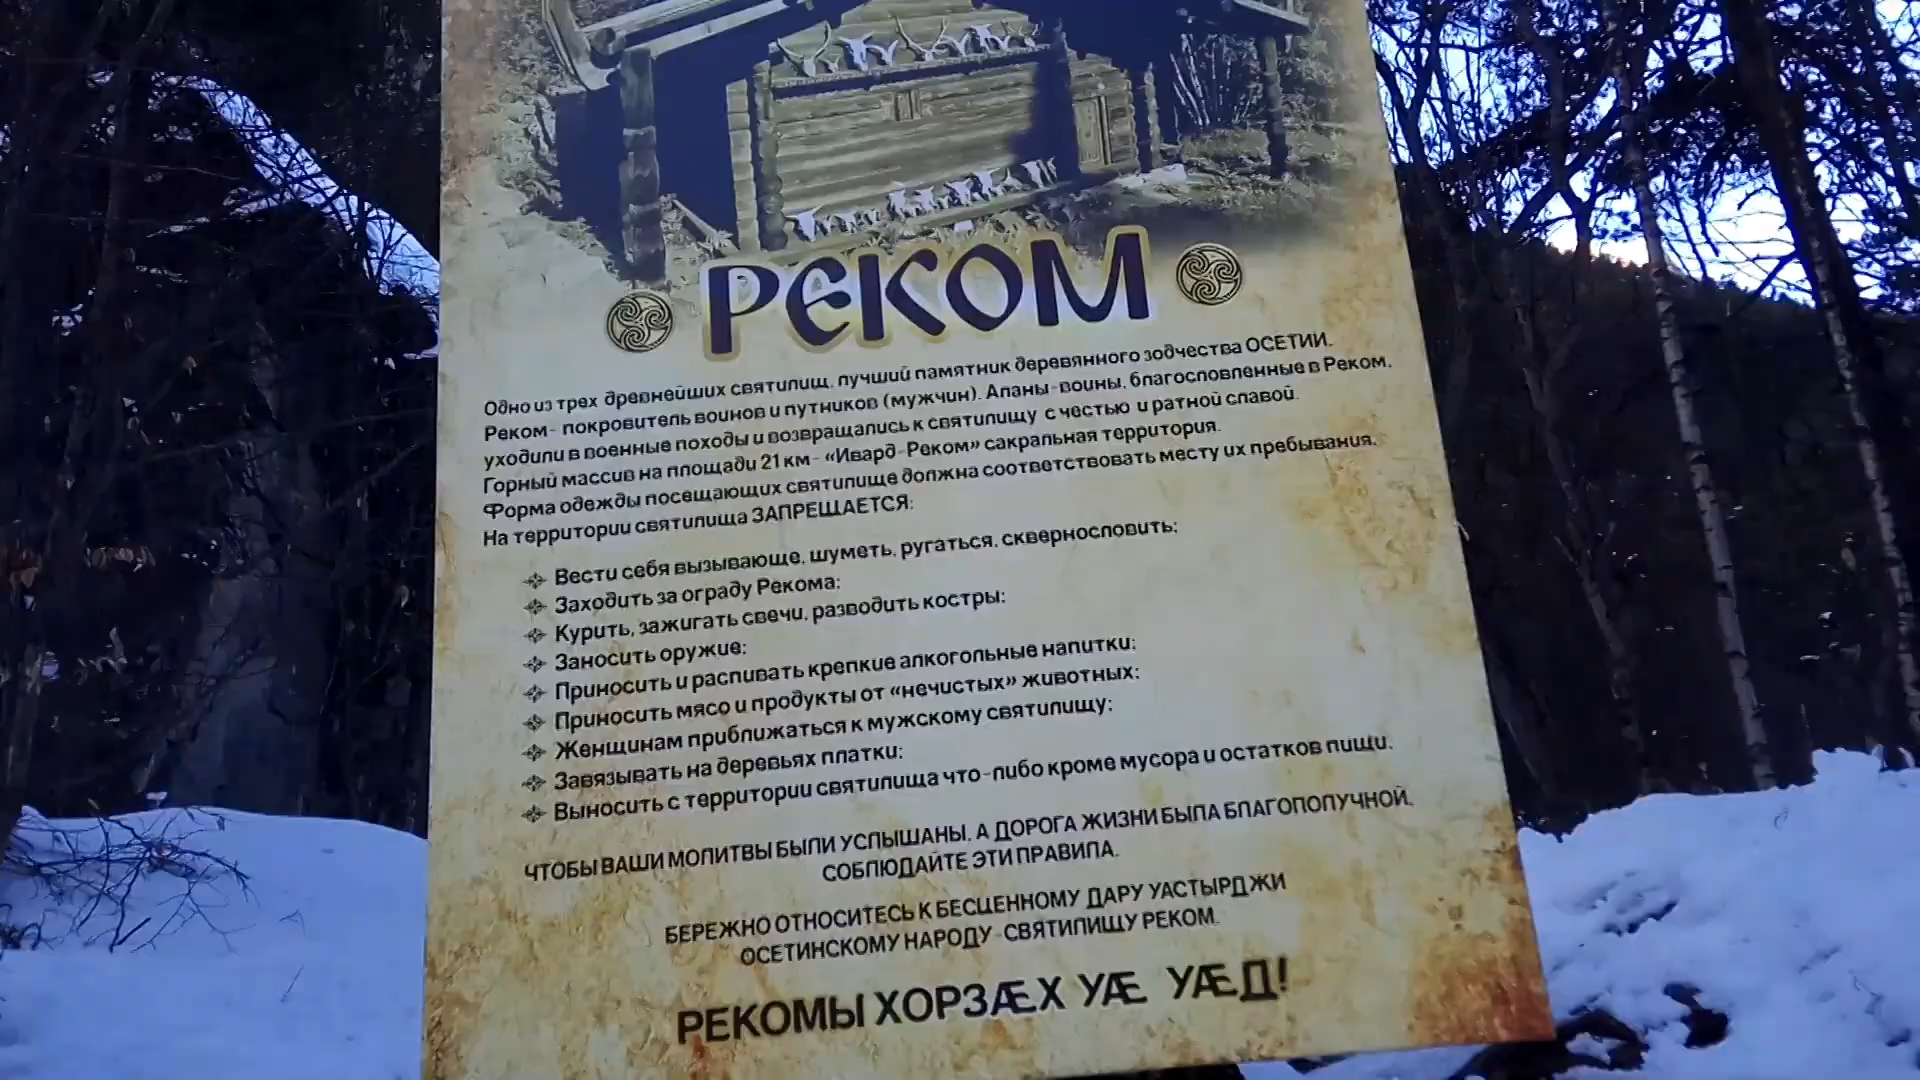 РЕКОМ
Одно из трех древнейших святилищ, лучший памятник деревянного зодчества ОСЕТИИ.
Реком- покровитель воинов и путников (мужчин). Аланы-воины, благословленные в Реком,
уходили в военные походы и возвращались к святилищу с честью и ратной славой.
Горный массив на площади 21 км- «Ивард-Реком» сакральная территория.
Форма одежды посещающих святилище должна соответствовать месту их пребывания.
На территории святилища ЗАПРЕЩАЕТСЯ:
Вести себя вызывающе, шуметь, ругаться, сквернословить;
Заходить за ограду Рекома;
Курить, зажигать свечи, разводить костры;
Заносить оружие;
Приносить и распивать крепкие алкогольные напитки;
Приносить мясо и продукты от «нечистых» животных;
Женщинам приближаться к мужскому святилищу;
Завязывать на деревьях платки;
Выносить с территории святилища что-либо кроме мусора и остатков пищи.
ЧТОБЫ ВАШИ МОЛИТВЫ БЫЛИ УСЛЫШАНЫ, А ДОРОГА ЖИЗНИ БЫЛА БЛАГОПОЛУЧНОЙ,
СОБЛЮДАЙТЕ ЭТИ ПРАВИЛА.
БЕРЕЖНО ОТНОСИТЕСЬ К БЕСЦЕННОМУ ДАРУ УАСТЫРДЖИ
ОСЕТИНСКОМУ НАРОДУ -СВЯТИЛИЩУ РЕКОМ.
РЕКОМЫ ХОРЗÆХ УÆ УÆД!